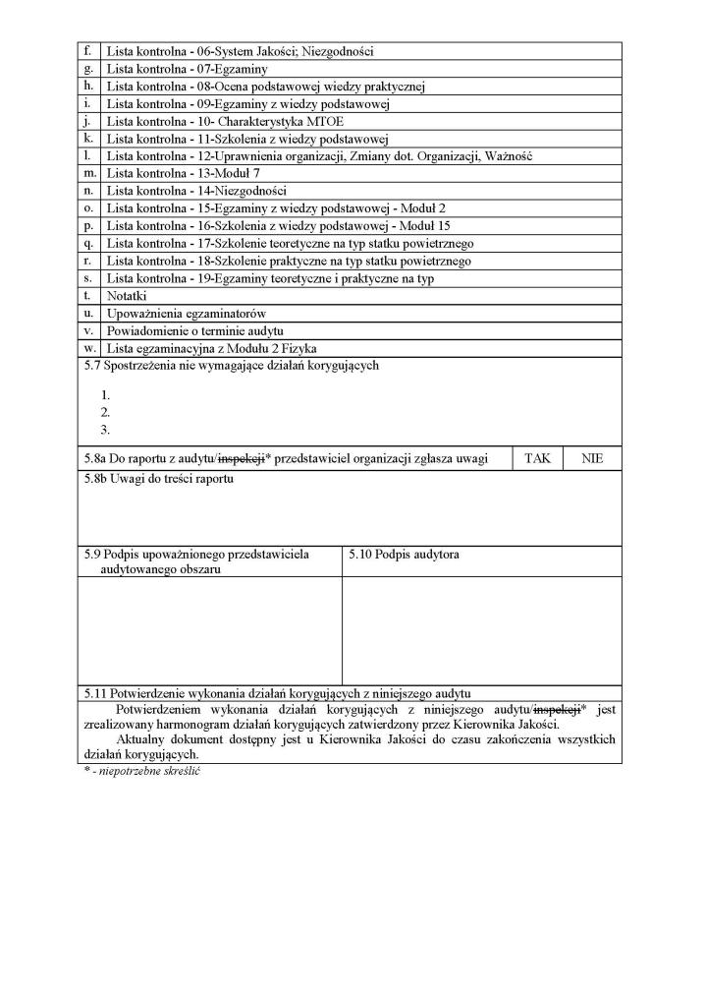 f. Lista kontrolna - 06-System Jakości; Niezgodności
g. Lista kontrolna - 07-Egzaminy
h. Lista kontrolna - 08-Ocena podstawowej wiedzy praktycznej
i. Lista kontrolna - 09-Egzaminy z wiedzy podstawowej
j. Lista kontrolna - 10- Charakterystyka MTOE
k. Lista kontrolna - 11-Szkolenia z wiedzy podstawowej
l. Lista kontrolna - 12-Uprawnienia organizacji, Zmiany dot. Organizacji, Ważność
m. Lista kontrolna - 13-Moduł 7
n. Lista kontrolna - 14-Niezgodności
o. Lista kontrolna - 15-Egzaminy z wiedzy podstawowej - Moduł 2
p. Lista kontrolna - 16-Szkolenia z wiedzy podstawowej - Moduł 15
q. Lista kontrolna - 17-Szkolenie teoretyczne na typ statku powietrznego
r. Lista kontrolna - 18-Szkolenie praktyczne na typ statku powietrznego
s. Lista kontrolna - 19-Egzaminy teoretyczne i praktyczne na typ
t. Notatki
u. Upoważnienia egzaminatorów
v. Powiadomienie o terminie audytu
w. Lista egzaminacyjna z Modułu 2 Fizyka
5.7 Spostrzeżenia nie wymagające działań korygujących
1.
2.
3.
5.8a Do raportu z audytu/inspekcji* przedstawiciel organizacji zgłasza uwagi TAK NIE
5.8b Uwagi do treści raportu
5.9 Podpis upoważnionego przedstawiciela
audytowanego obszaru
5.10 Podpis audytora
5.11 Potwierdzenie wykonania działań korygujących z niniejszego audytu
Potwierdzeniem wykonania działań korygujących z niniejszego audytu/inspekcji* jest
zrealizowany harmonogram działań korygujących zatwierdzony przez Kierownika Jakości.
Aktualny dokument dostępny jest u Kierownika Jakości do czasu zakończenia wszystkich
działań korygujących.
* - niepotrzebne skreślić